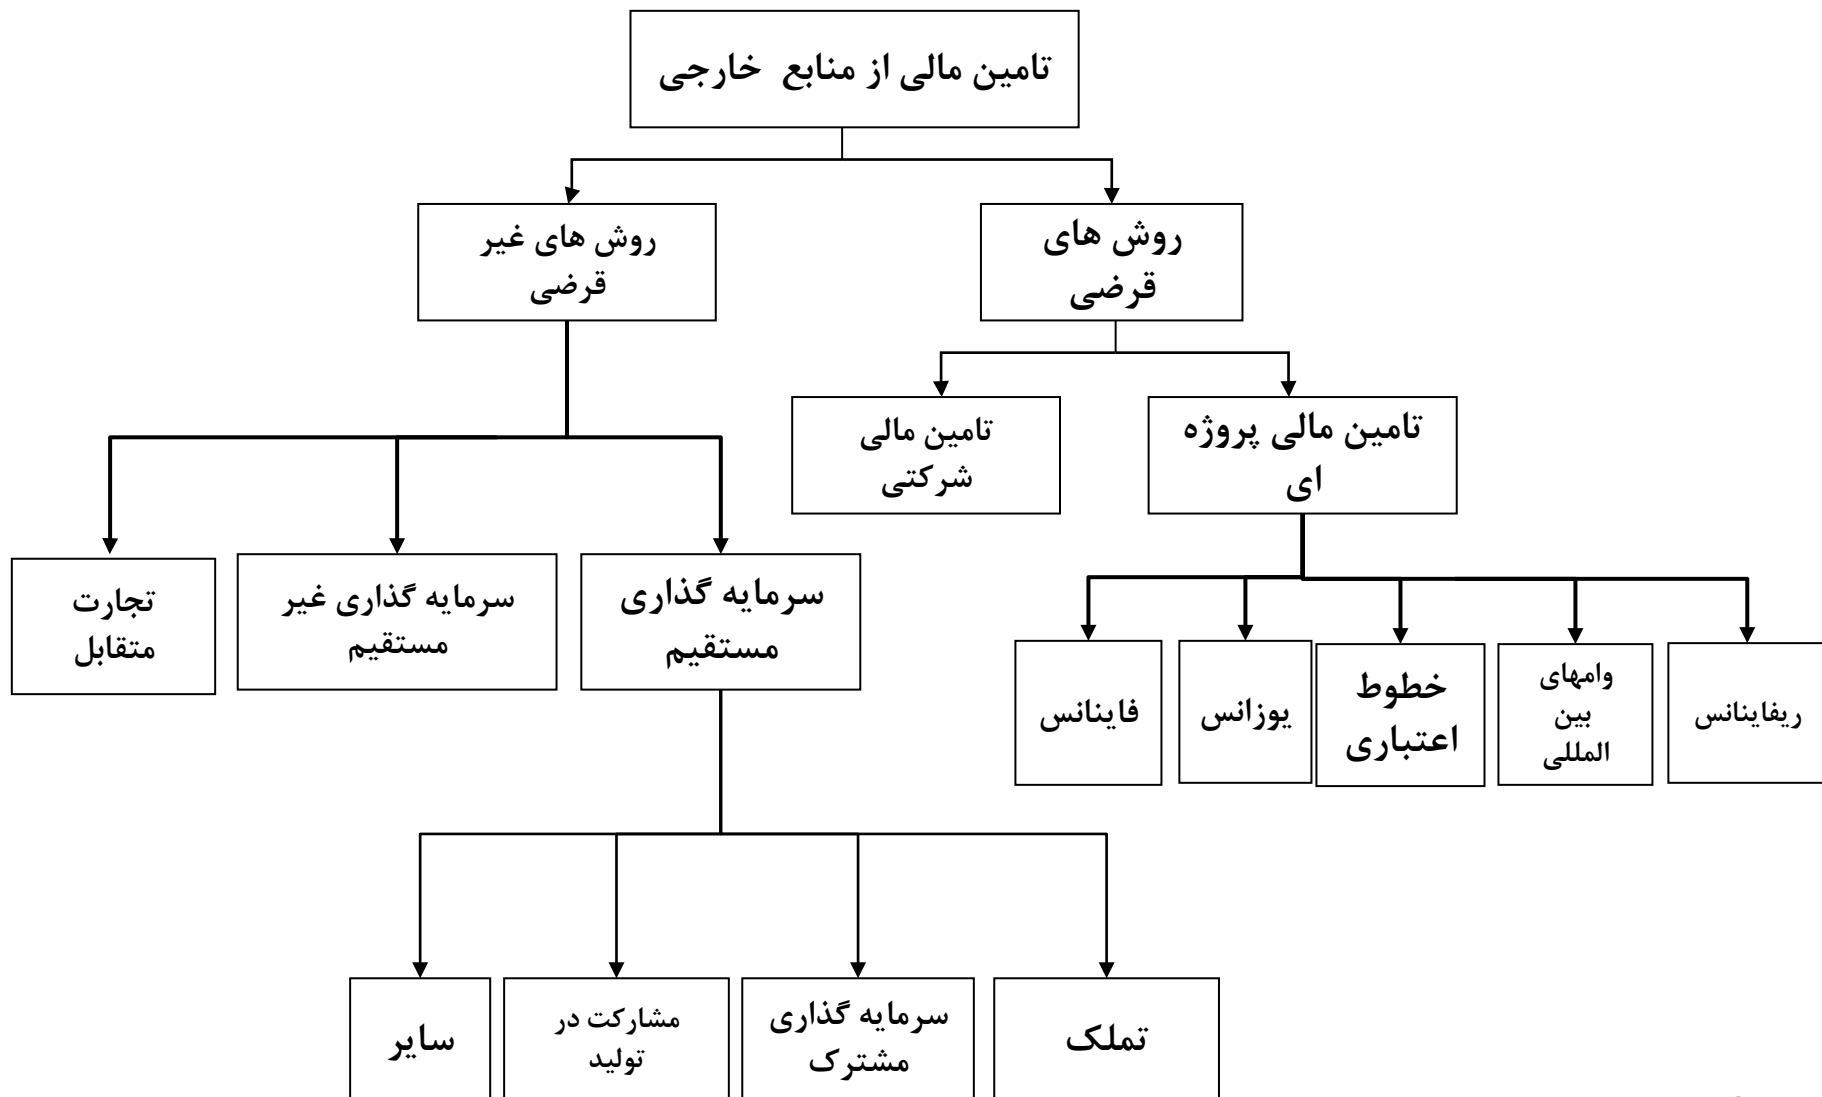 تامین مالی از منابع خارجی
روش های
قرضی
روش های غیر
قرضی
تامین مالی پروژه
ای
تامین مالی
شرکتی
ریفاینانس
وامهای
بین
المللی
خطوط
اعتباری
یوزانس
فاینانس
سرمایه گذاری
مستقیم
سرمایه گذاری غیر
مستقیم
تجارت
متقابل
تملک
سرمایه گذاری
مشترک
مشارکت در
تولید
سایر